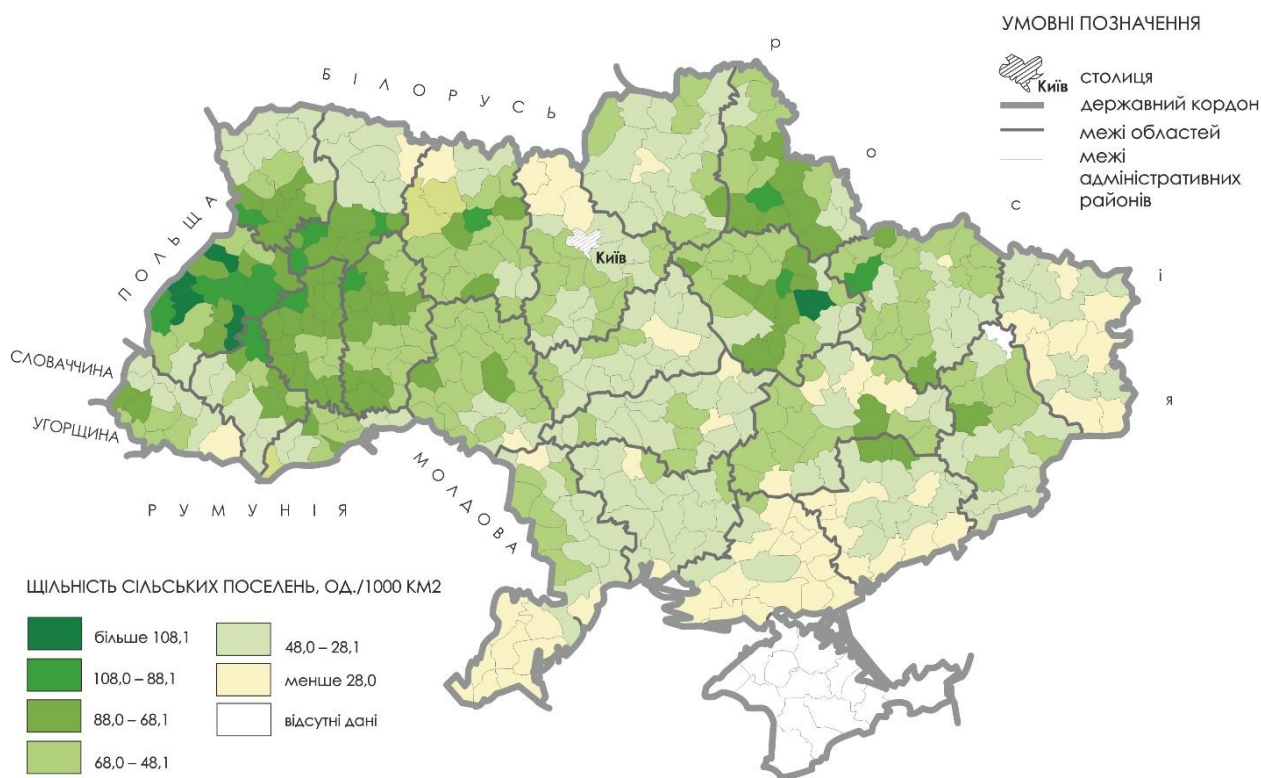 УМОВНІ ПОЗНАЧЕННЯ
Київ
столиця
державний кордон
межі областей
межі
адміністративних
районів
БІЛОРУСЬ
Росія
ПОЛЬЩА
СЛОВАЧЧИНА
УГОРЩИНА
РУМУНІЯ
МОЛДОВА
Київ
ЩІЛЬНІСТЬ СІЛЬСЬКИХ ПОСЕЛЕНЬ, ОД./1000 КМ2
більше 108,1
108,0 – 88,1
88,0 – 68,1
68,0 – 48,1
48,0 – 28,1
менше 28,0
відсутні дані